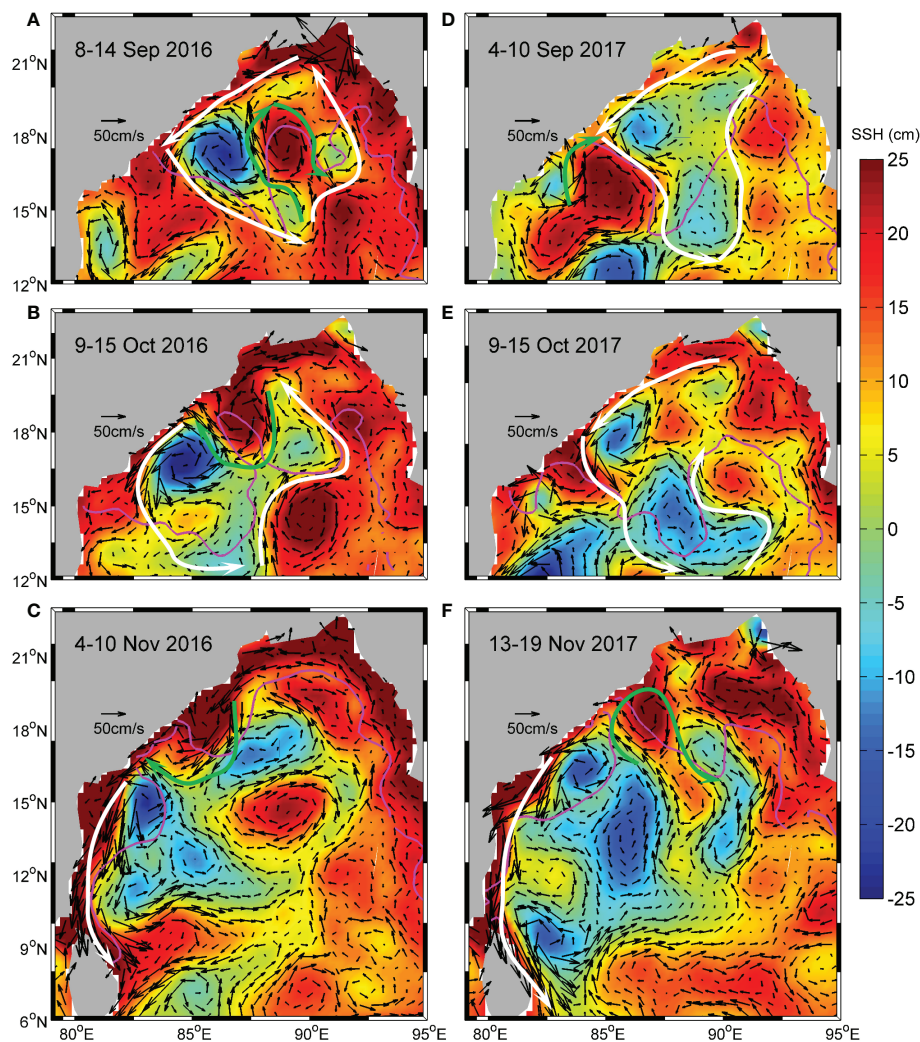 A
8-14 Sep 2016
50cm/s
21°N
18°N
15°N
12°N
D
4-10 Sep 2017
50cm/s
SSH (cm)
25
20
15
10
5
0
-5
-10
-15
-20
-25
B
9-15 Oct 2016
50cm/s
21°N
18°N
15°N
12°N
E
9-15 Oct 2017
50cm/s
C
4-10 Nov 2016
50cm/s
21°N
18°N
15°N
12°N
9°N
6°N
80°E
85°E
90°E
95°E
F
13-19 Nov 2017
50cm/s
85°E
90°E
95°E